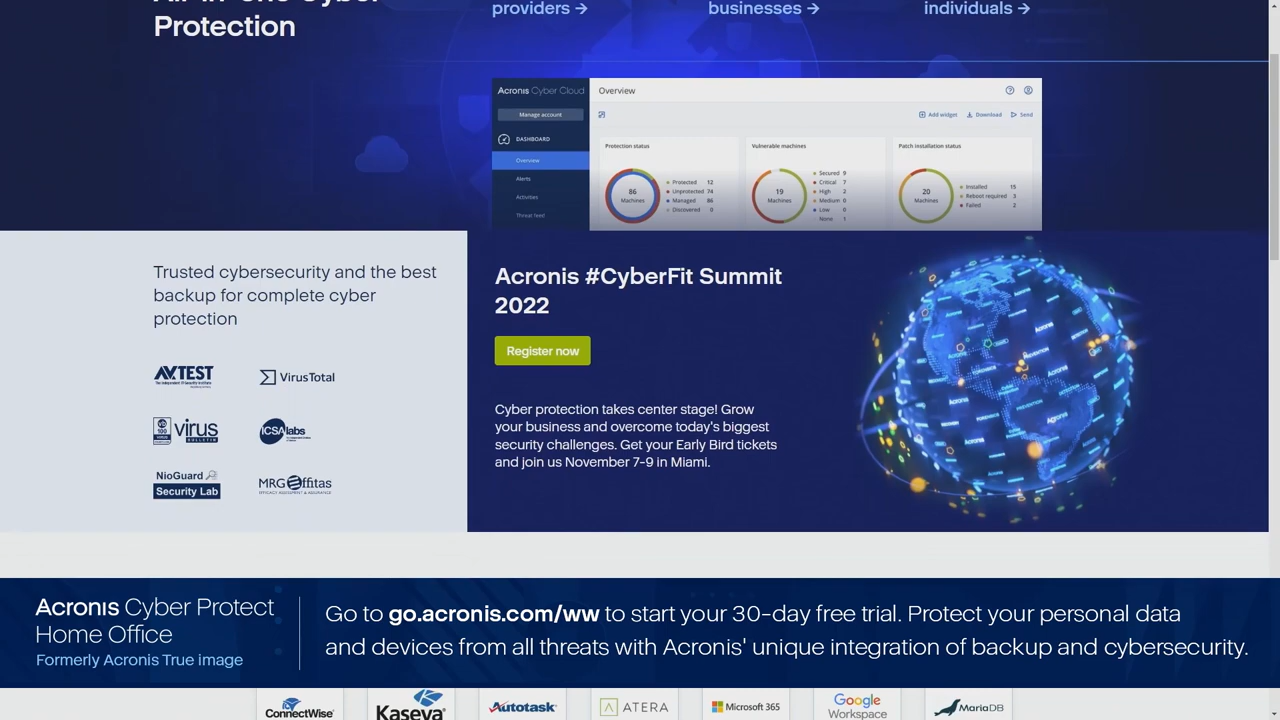 Protection
providers →
businesses →
individuals →
Acronis Cyber Cloud
Manage account
DASHBOARD
Overview
Alerts
Activities
Threat feed
Overview
Add widget
Download
Send
Protection status
86
Machines
Protected 12
Unprotected 74
Managed 86
Discovered 0
Vulnerable machines
19
Machines
Secured 9
Critical 7
High 2
Medium 0
Low 0
None 1
Patch installation status
20
Machines
Installed 15
Reboot required 3
Failed 2
Trusted cybersecurity and the best
backup for complete cyber
protection
AV TEST
VirusTotal
VB
100
virus
BULLETIN
ICSA labs
NioGuard
Security Lab
MRG Effitas
EFFICACY ASSESSMENT & ASSURANCE
Acronis #CyberFit Summit
2022
Register now
Cyber protection takes center stage! Grow
your business and overcome today's biggest
security challenges. Get your Early Bird tickets
and join us November 7-9 in Miami.
Acronis Cyber Protect
Home Office
Formerly Acronis True image
Go to go.acronis.com/ww to start your 30-day free trial. Protect your personal data
and devices from all threats with Acronis' unique integration of backup and cybersecurity.
ConnectWise
Kaseya
Autotask
ATERA
Microsoft 365
Google
Workspace
MariaDB